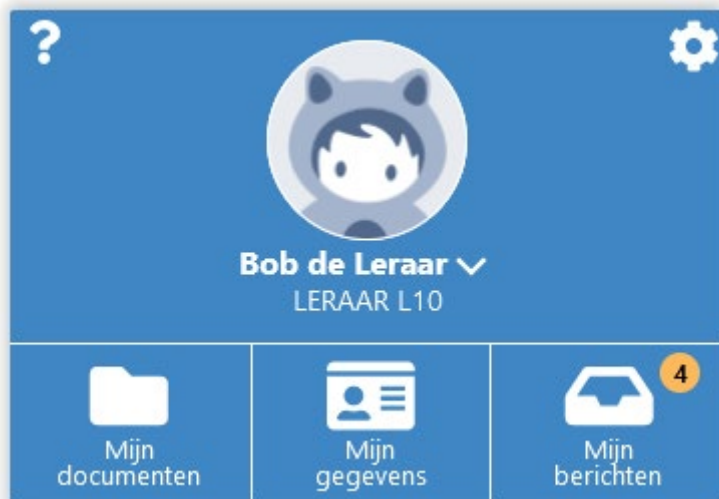 ?
Bob de Leraar
LERAAR L10
Mijn
documenten
Mijn
gegevens
4
Mijn
berichten